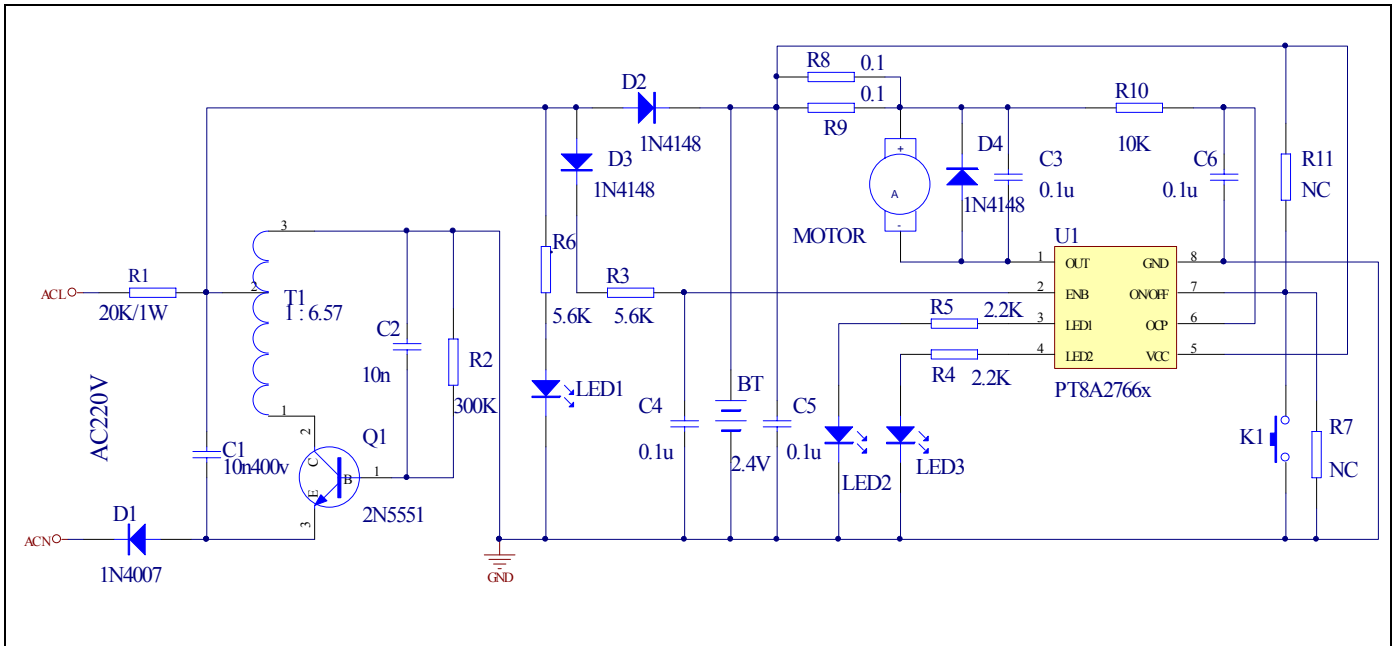 R8
0.1
0.1
R9
D2
1N4148
D3
1N4148
R10
10K
D4
1N4148
C3
0.1u
C6
0.1u
R11
NC
+
A
-
MOTOR
U1
1
OUT
GND
8
2
ENB
ON/OFF
7
3
LED1
OCP
6
4
LED2
VCC
5
PT8A2766x
ACL
R1
20K/1W
3
2
T1
1 : 6.57
1
C2
10n
R2
300K
R6
5.6K
R3
5.6K
R5
2.2K
R4
2.2K
LED1
C4
0.1u
BT
2.4V
C5
0.1u
LED2
LED3
K1
R7
NC
AC220V
C1
10n400v
2
C
B
E
1
3
Q1
2N5551
ACN
D1
1N4007
GND